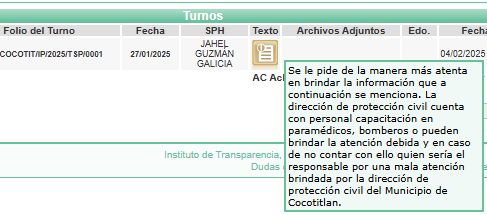 Turnos
Folio del Turno Fecha SPH Texto Archivos Adjuntos Edo. Fecha
COCOTIT/IP/2025/TSP/0001 27/01/2025 JAHEL GUZMÁN GALICIA 04/02/2025
Se le pide de la manera más atenta
en brindar la información que a
continuación se menciona. La
dirección de protección civil cuenta
con personal capacitación en
paramédicos, bomberos o pueden
brindar la atención debida y en caso
de no contar con ello quien sería el
responsable por una mala atención
brindada por la dirección de
protección civil del Municipio de
Cocotitlan.
AC
Instituto de Transparencia,
Dudas